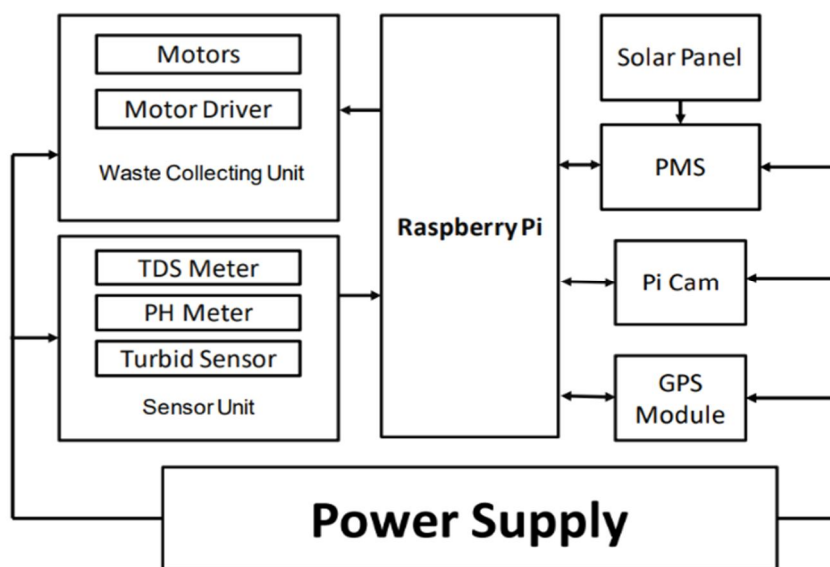 Motors
Motor Driver
Waste Collecting Unit
TDS Meter
PH Meter
Turbid Sensor
Sensor Unit
Raspberry Pi
Solar Panel
PMS
Pi Cam
GPS
Module
Power Supply